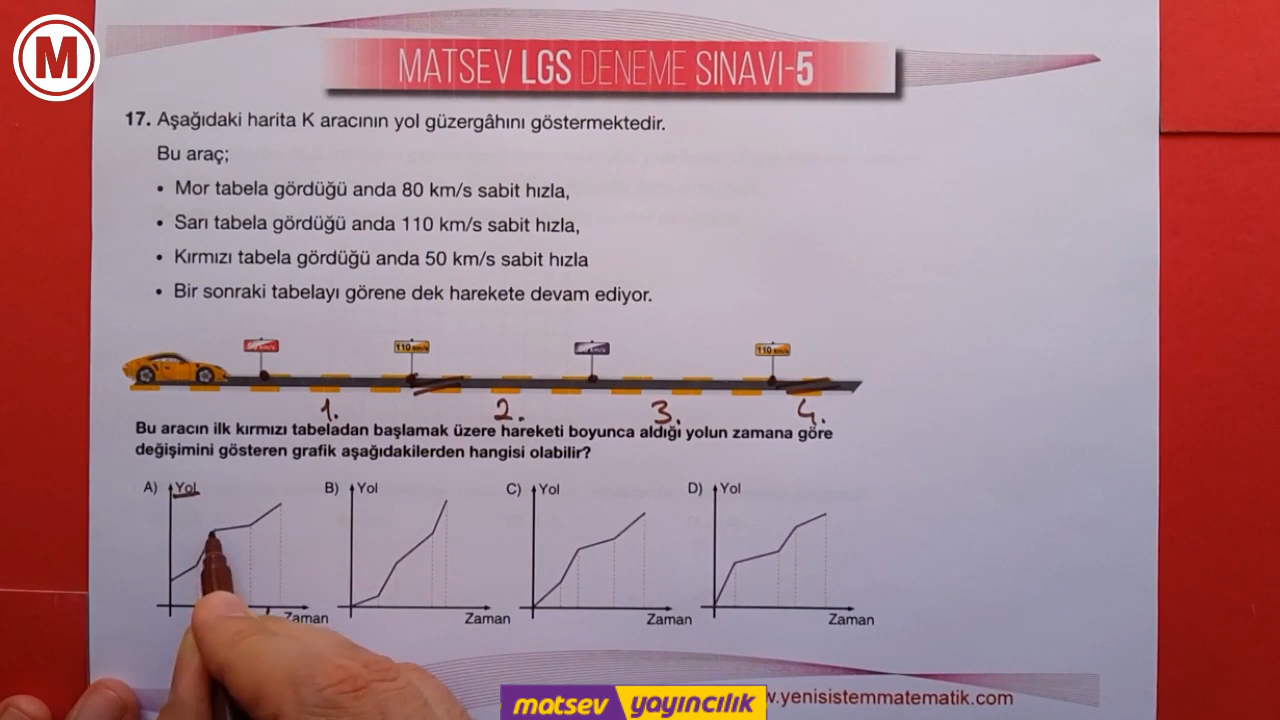 M
MATSEV LGS DENEME SINAVI-5
17. Aşağıdaki harita K aracının yol güzergâhını göstermektedir.
Bu araç;
• Mor tabela gördüğü anda 80 km/s sabit hızla,
• Sarı tabela gördüğü anda 110 km/s sabit hızla,
• Kırmızı tabela gördüğü anda 50 km/s sabit hızla
• Bir sonraki tabelayı görene dek harekete devam ediyor.
110 km/s 110 km/s
1. 2. 3. 4.
Bu aracın ilk kırmızı tabeladan başlamak üzere hareketi boyunca aldığı yolun zamana göre
değişimini gösteren grafik aşağıdakilerden hangisi olabilir?
A) Yol B) Yol C) Yol D) Yol
Zaman Zaman Zaman Zaman
matsev yayıncılık
w.yenisistemmatematik.com